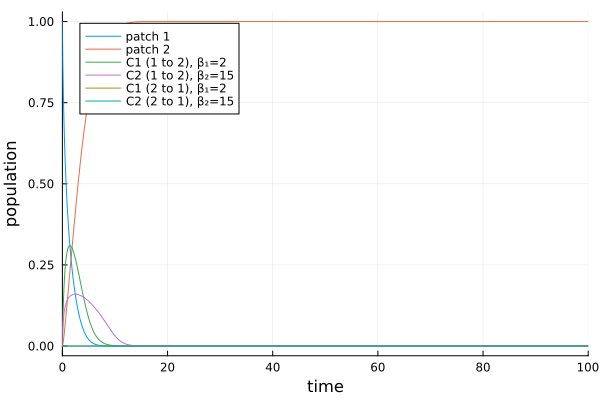 1.00
0.75
0.50
0.25
0.00
population
patch 1
patch 2
C1 (1 to 2), β₁=2
C2 (1 to 2), β₂=15
C1 (2 to 1), β₁=2
C2 (2 to 1), β₂=15
0 20 40 60 80 100
time